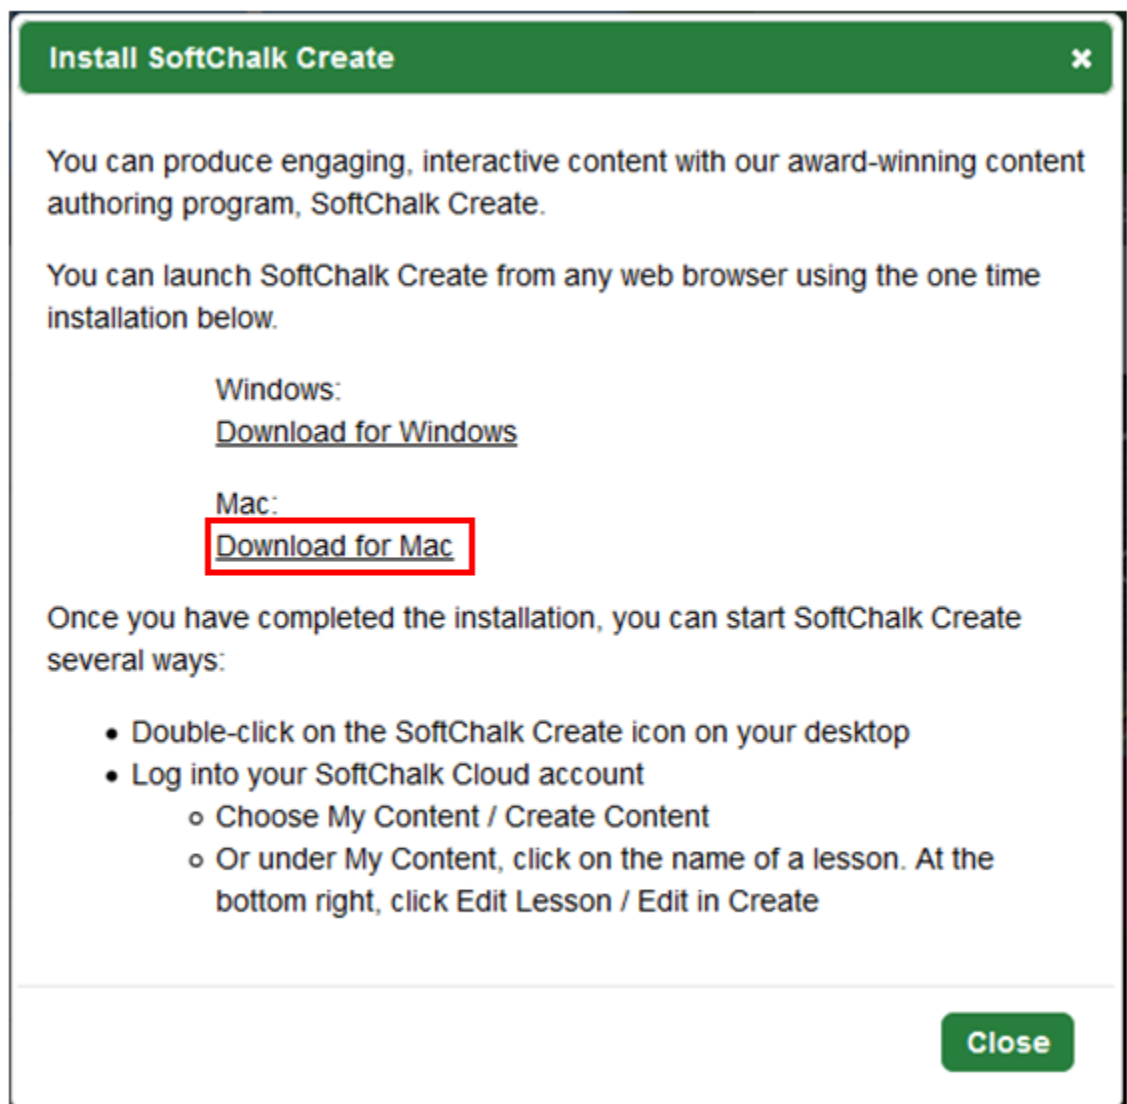 Install SoftChalk Create
You can produce engaging, interactive content with our award-winning content
authoring program, SoftChalk Create.
You can launch SoftChalk Create from any web browser using the one time
installation below.
Windows:
Download for Windows
Mac:
Download for Mac
Once you have completed the installation, you can start SoftChalk Create
several ways:
• Double-click on the SoftChalk Create icon on your desktop
• Log into your SoftChalk Cloud account
○ Choose My Content / Create Content
○ Or under My Content, click on the name of a lesson. At the
bottom right, click Edit Lesson / Edit in Create
Close